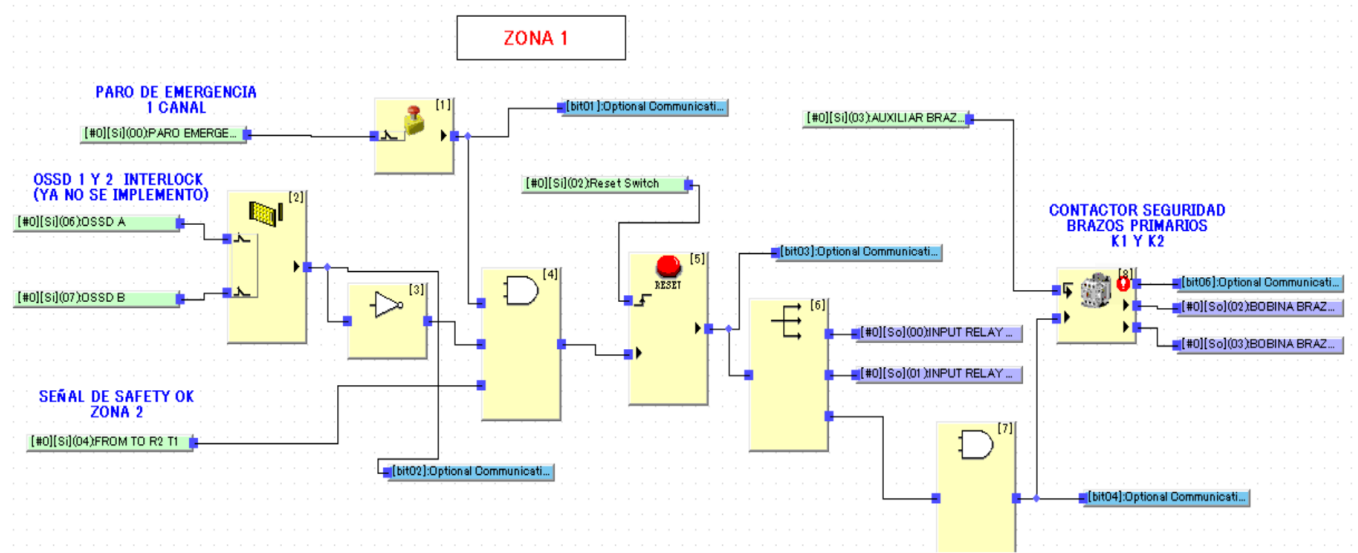 ZONA 1
PARO DE EMERGENCIA
1 CANAL
[#0][Si](00):PARO EMERGE...
[1]
[bit01]:Optional Communicati...
[#0][Si](03):AUXILIAR BRAZ...
OSSD 1 Y 2 INTERLOCK
(YA NO SE IMPLEMENTO)
[#0][Si](06):OSSD A
[#0][Si](07):OSSD B
[2]
[3]
[#0][Si](02):Reset Switch
[4]
[5]
RESET
[bit03]:Optional Communicati...
[6]
[#0][So](00):INPUT RELAY ...
[#0][So](01):INPUT RELAY ...
CONTACTOR SEGURIDAD
BRAZOS PRIMARIOS
K1 Y K2
[8]
[bit06]:Optional Communicati...
[#0][So](02):BOBINA BRAZ...
[#0][So](03):BOBINA BRAZ...
SEÑAL DE SAFETY OK
ZONA 2
[#0][Si](04):FROM TO R2 T1
[bit02]:Optional Communicati...
[7]
[bit04]:Optional Communicati...